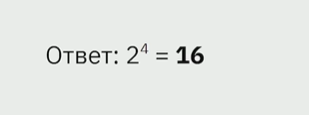 Ответ: 2⁴ = 16